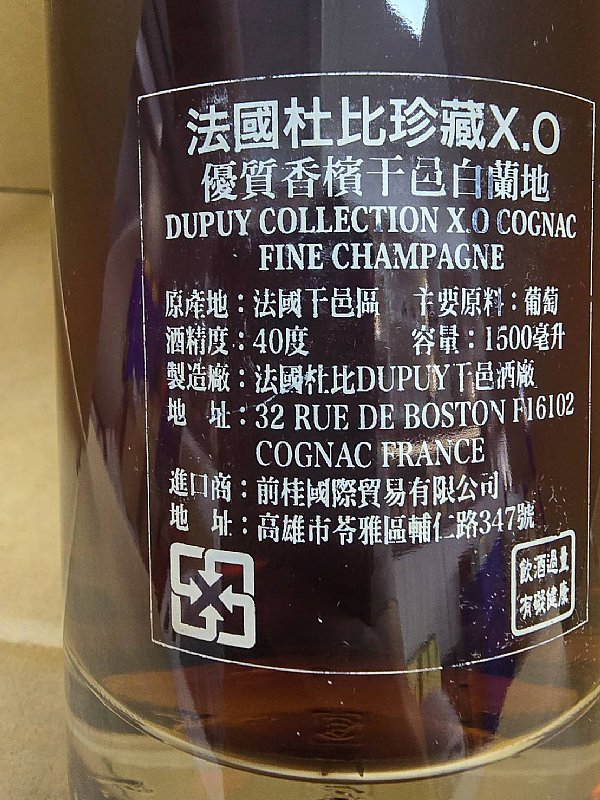 法國杜比珍藏X.O
優質香檳干邑白蘭地
DUPUY COLLECTION X.O COGNAC
FINE CHAMPAGNE
原產地：法國干邑區 主要原料：葡萄
酒精度：40度 容量：1500毫升
製造廠：法國杜比DUPUY干邑酒廠
地 址：32 RUE DE BOSTON F16102
COGNAC FRANCE
進口商：前桂國際貿易有限公司
地 址：高雄市苓雅區輔仁路347號
飲酒過量
有礙健康